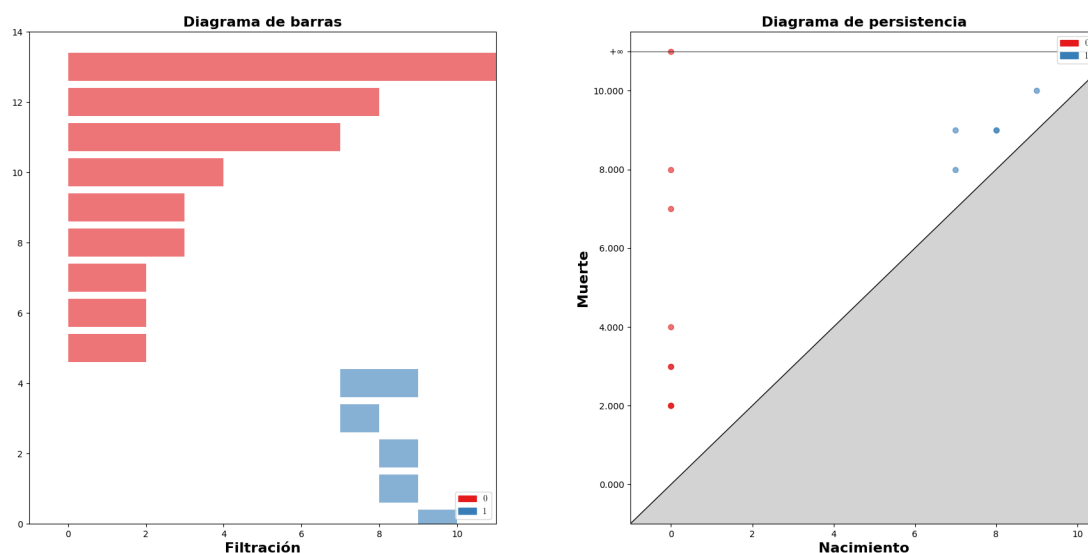 Diagrama de barras
14
12
10
8
6
4
2
0
0 2 4 6 8 10
Filtración
0
1
Diagrama de persistencia
+∞
10.000
8.000
6.000
4.000
2.000
0.000
Muerte
0 2 4 6 8 10
Nacimiento
0
1